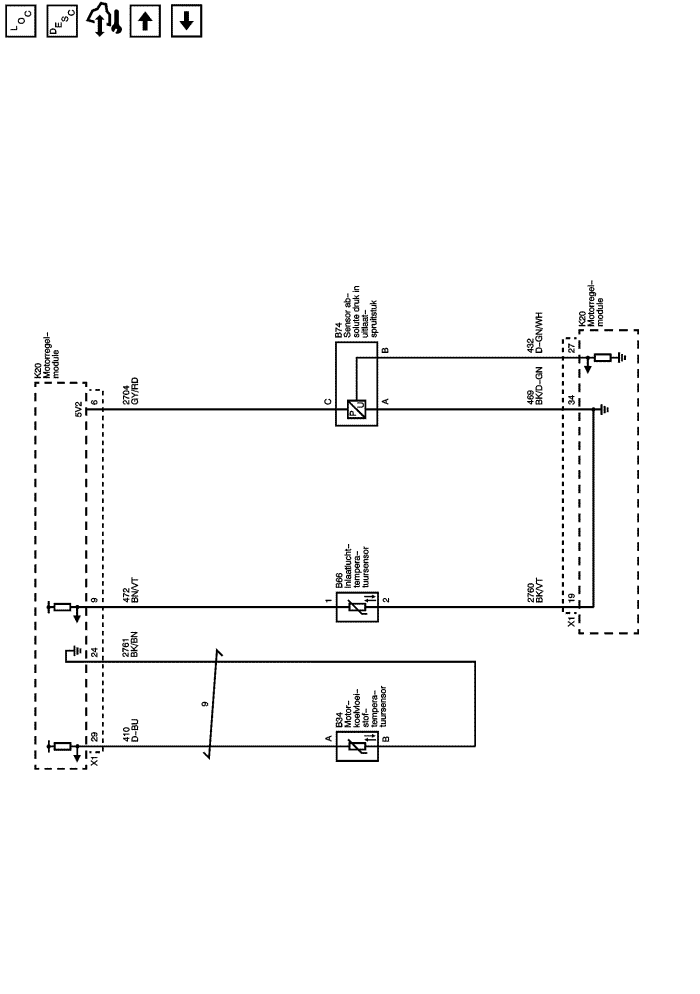 LOC
DESC
K20
Motorregel-
module
5V2
6
2704
GY/RD
C
B74
Sensor ab-
solute druk in
uitlaat-
spruitstuk
P
U
B
A
432
D-GN/WH
27
469
BK/D-GN
34
K20
Motorregel-
module
9
472
BN/VT
1
B66
Inlaatlucht-
tempera-
tuursensor
2
2760
BK/VT
19
X1
24
2761
BK/BN
9
29
X1
410
D-BU
A
B34
Motor-
koelvloei-
stof-
tempera-
tuursensor
B